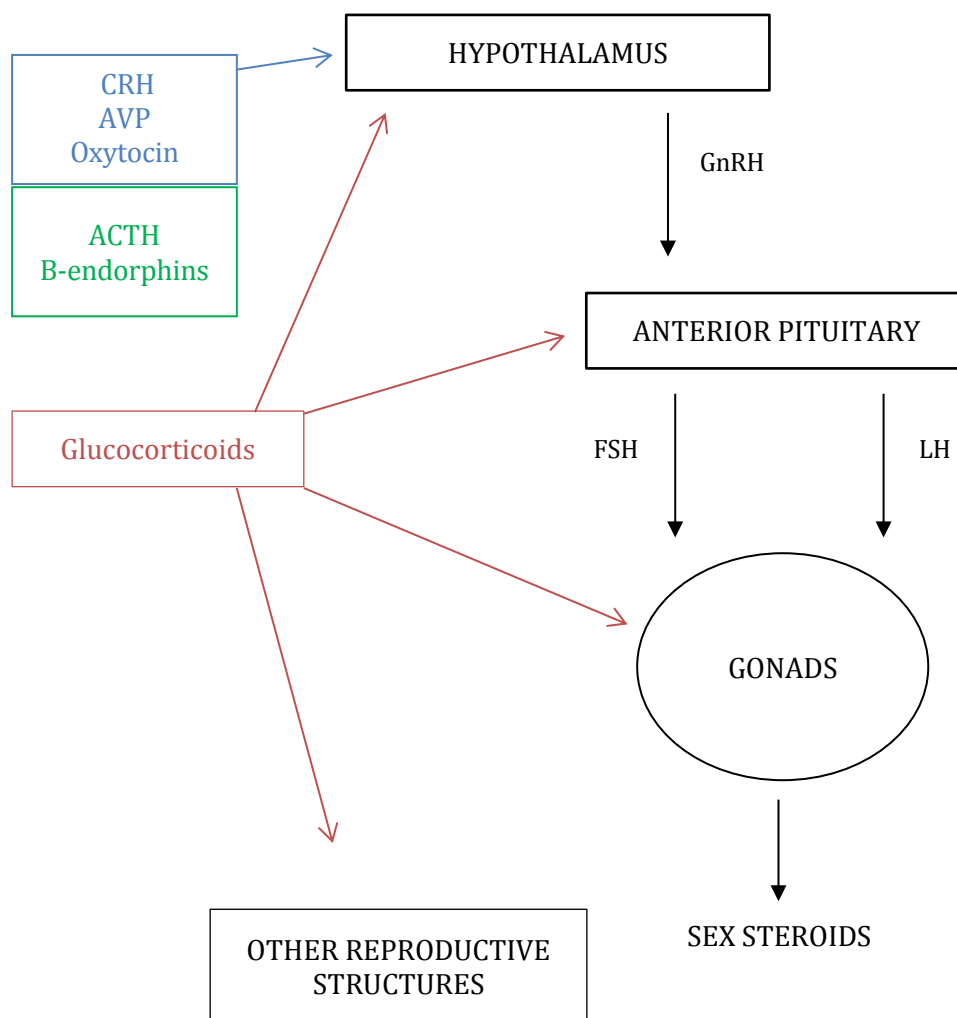 HYPOTHALAMUS
CRH
AVP
Oxytocin
GnRH
ACTH
B-endorphins
ANTERIOR PITUITARY
Glucocorticoids
FSH
LH
GONADS
SEX STEROIDS
OTHER REPRODUCTIVE
STRUCTURES